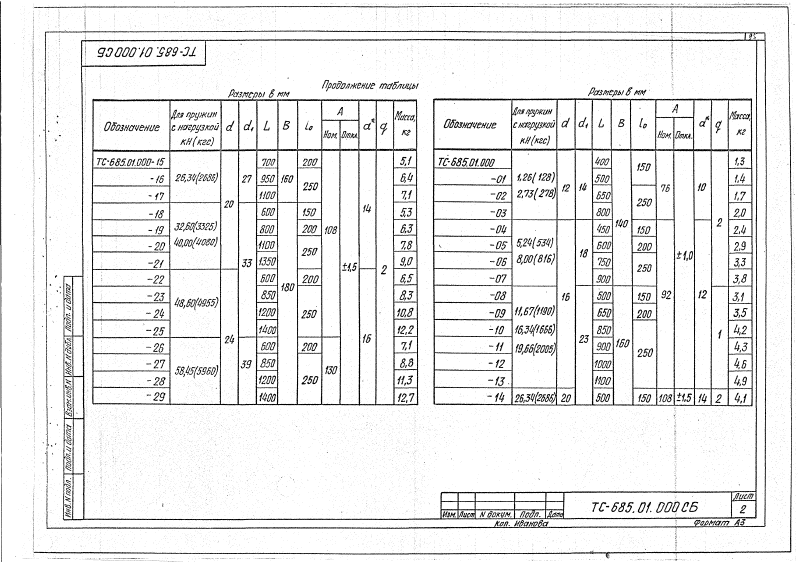 ТС-685.01.000 СБ
Размеры в мм
Продолжение таблицы
Обозначение Для пружин с нагрузкой кН (кгс) d d₁ L B l₀ A Ном. Откл. dˣ q Масса, кг
ТС-685.01.000-15 26,34(2686) 20 27 700 160 200 108 ±1,5 14 2 5,1
-16 950 250 6,4
-17 1100 7,1
-18 32,60(3325) 40,00(4080) 33 600 180 150 5,3
-19 800 200 6,3
-20 1100 250 7,8
-21 1350 9,0
-22 48,60(4955) 24 600 200 16 6,5
-23 850 250 8,3
-24 1200 10,8
-25 1400 12,2
-26 58,45(5960) 39 600 200 130 7,1
-27 850 250 8,8
-28 1200 11,3
-29 1400 12,7
Размеры в мм
Обозначение Для пружин с нагрузкой кН (кгс) d d₁ L B l₀ A Ном. Откл. dˣ q Масса, кг
ТС-685.01.000 1,26(128) 2,73(278) 12 14 400 140 150 76 ±1,0 10 2 1,3
-01 500 1,4
-02 650 250 1,7
-03 800 2,0
-04 5,24(534) 8,00(816) 16 18 450 150 92 12 2,4
-05 600 200 2,9
-06 750 250 3,3
-07 900 3,8
-08 11,67(1190) 16,34(1666) 19,66(2005) 23 500 160 150 1 3,1
-09 650 200 3,5
-10 850 250 4,2
-11 900 4,3
-12 1000 4,6
-13 1100 4,9
-14 26,34(2686) 20 500 150 108 ±1,5 14 2 4,1
Инв.N подл. Подп. и дата Взам.инв.N Инв.N дубл. Подп. и дата
Изм. Лист N докум. Подп. Дата
ТС-685.01.000 СБ
Лист
2
Коп. Иванова
Формат А3